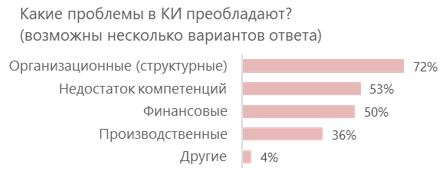 Какие проблемы в КИ преобладают?
(возможны несколько вариантов ответа)
Организационные (структурные) 72%
Недостаток компетенций 53%
Финансовые 50%
Производственные 36%
Другие 4%